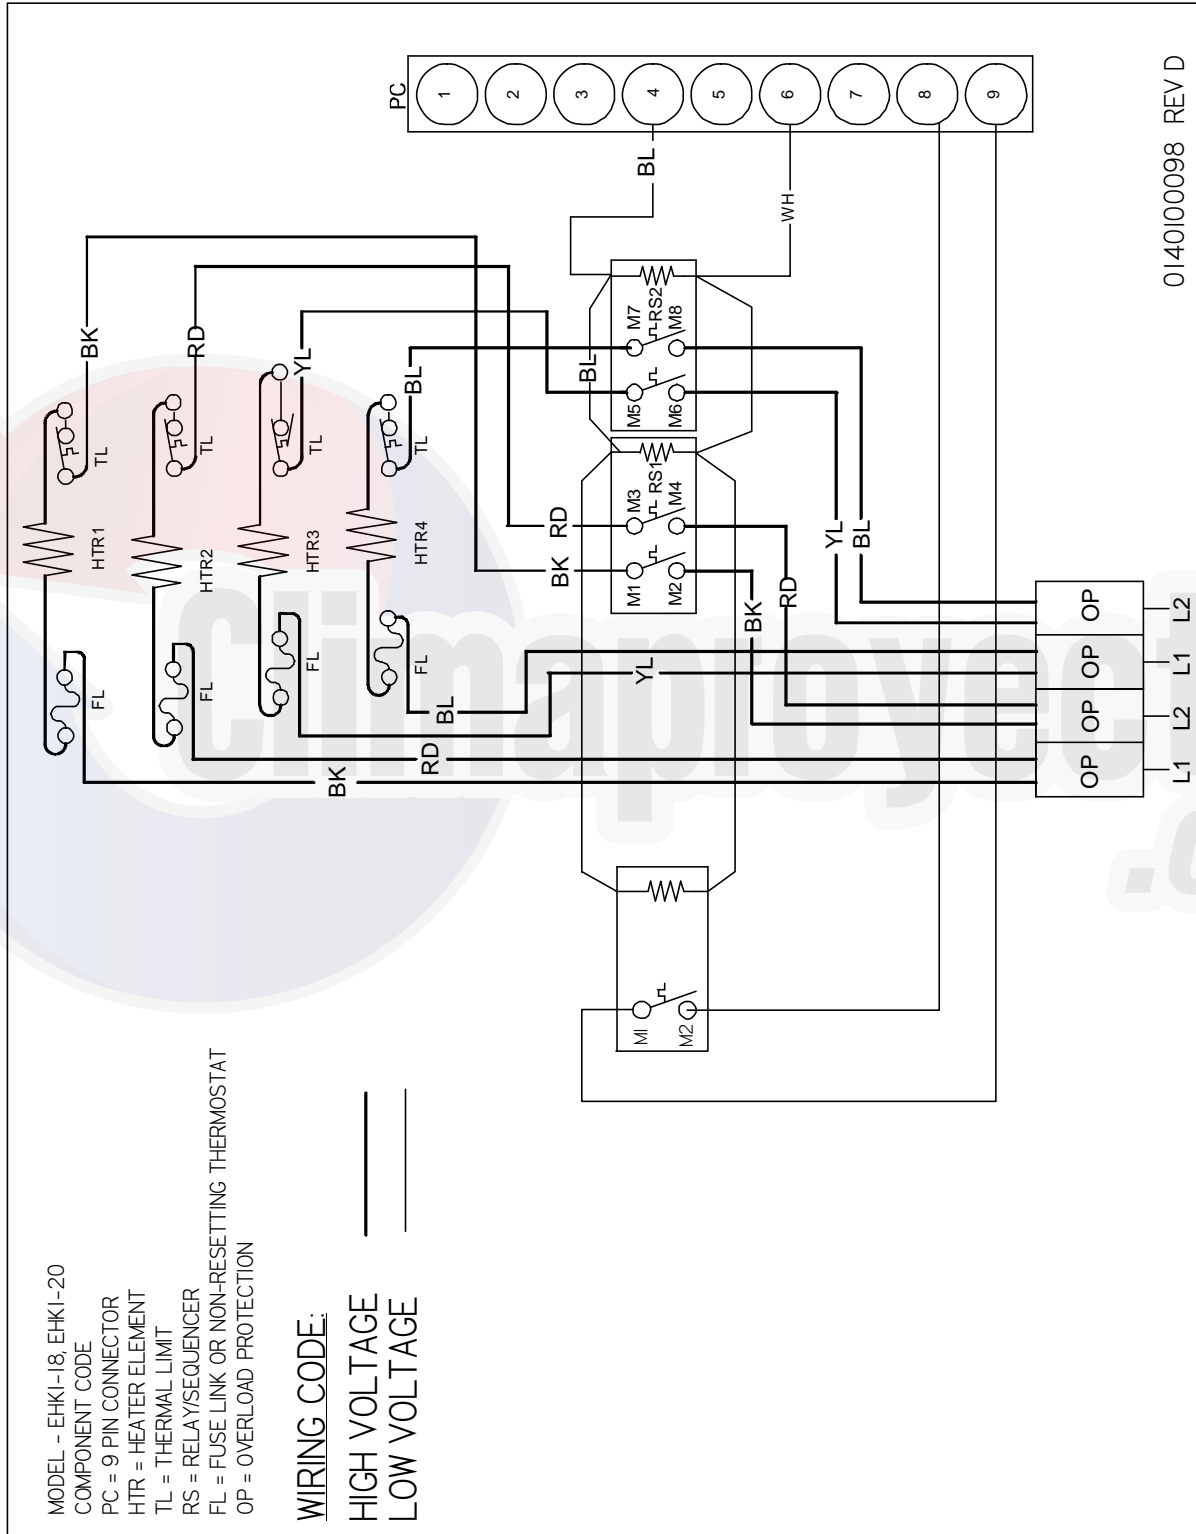 MODEL - EHK1-18, EHK1-20
COMPONENT CODE
PC = 9 PIN CONNECTOR
HTR = HEATER ELEMENT
TL = THERMAL LIMIT
RS = RELAY/SEQUENCER
FL = FUSE LINK OR NON-RESETTING THERMOSTAT
OP = OVERLOAD PROTECTION
WIRING CODE:
HIGH VOLTAGE
LOW VOLTAGE
FL
HTR1
TL
BK
FL
HTR2
TL
RD
FL
HTR3
TL
YL
FL
HTR4
TL
BL
BK
RD
BL
YL
PC
1
2
3
4
5
6
7
8
9
BL
WH
BL
M7
RS2
M8
M5
M6
M3
RS1
M4
M1
M2
RD
BK
BK
RD
YL
BL
M1
M2
OP
OP
OP
OP
L1
L2
L1
L2
0140100098 REV D
Climaproyect
.c